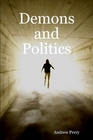 Demons
and
Politics
Andrew Perry